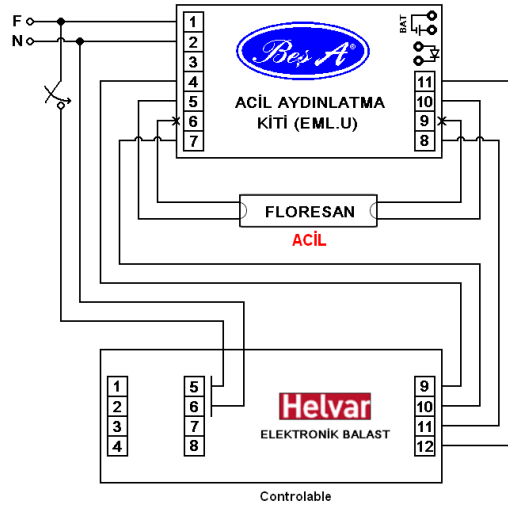 F
N
1
2
3
4
5
6
7
Beş A
ACİL AYDINLATMA
KİTİ (EML.U)
BAT
11
10
9
8
FLORESAN
ACİL
1
2
3
4
5
6
7
8
Helvar
ELEKTRONİK BALAST
9
10
11
12
Controlable